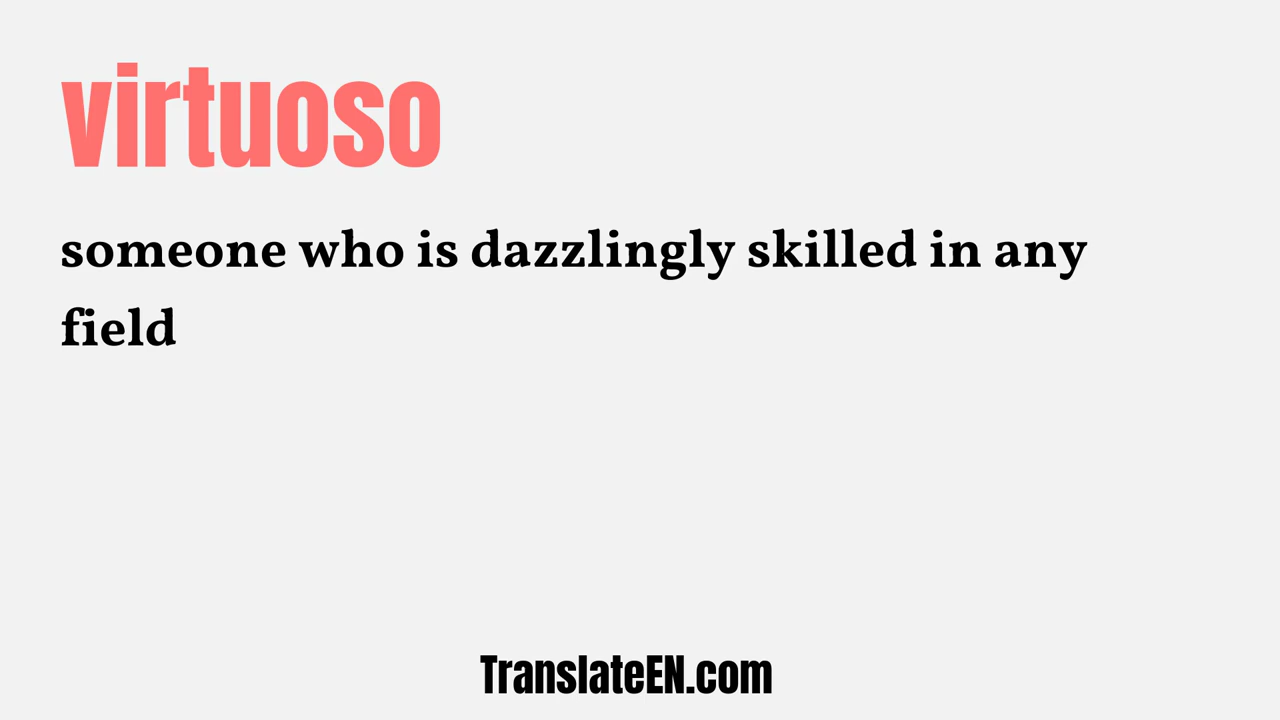 virtuoso
someone who is dazzlingly skilled in any
field
TranslateEN.com